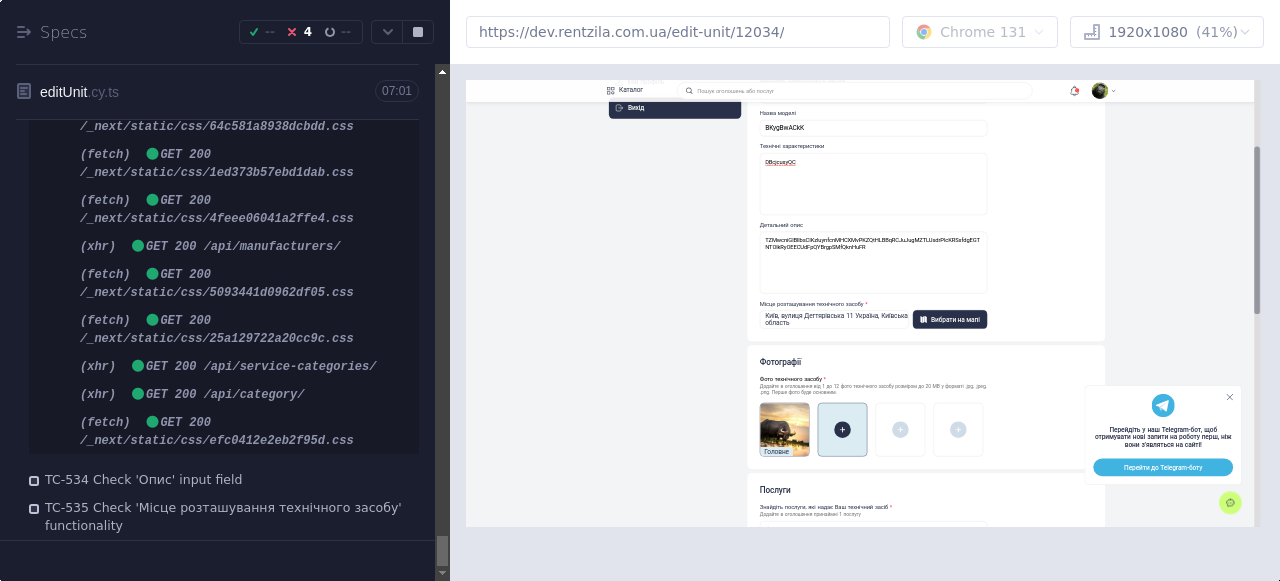 Specs
-- 4 --
editUnit.cy.ts 07:01
/_next/static/css/64c581a8938dcbdd.css
(fetch) GET 200
/_next/static/css/1ed373b57ebd1dab.css
(fetch) GET 200
/_next/static/css/4feee06041a2ffe4.css
(xhr) GET 200 /api/manufacturers/
(fetch) GET 200
/_next/static/css/5093441d0962df05.css
(fetch) GET 200
/_next/static/css/25a129722a20cc9c.css
(xhr) GET 200 /api/service-categories/
(xhr) GET 200 /api/category/
(fetch) GET 200
/_next/static/css/efc0412e2eb2f95d.css
TC-534 Check 'Опис' input field
TC-535 Check 'Місце розташування технічного засобу'
functionality
https://dev.rentzila.com.ua/edit-unit/12034/
Chrome 131
1920x1080 (41%)
Каталог
Пошук оголошень або послуг
Вихід
Назва моделі
BKygBwACkK
Технічні характеристики
Детальний опис
Місце розташування технічного засобу *
Київ, вулиця Дегтярівська 11 Україна, Київська
область
Вибрати на мапі
Фотографії
Фото технічного засобу *
Додайте в оголошення від 1 до 12 фото технічного засобу розміром до 20 MB у форматі .jpg, .jpeg,
.png. Перше фото буде основним.
Головне
Послуги
Знайдіть послуги, які надає Ваш технічний засіб *
Додайте в оголошення принаймні 1 послугу
Перейдіть у наш Telegram-бот, щоб
отримувати нові запити на роботу перш, ніж
вони з'являться на сайті!
Перейти до Telegram-боту